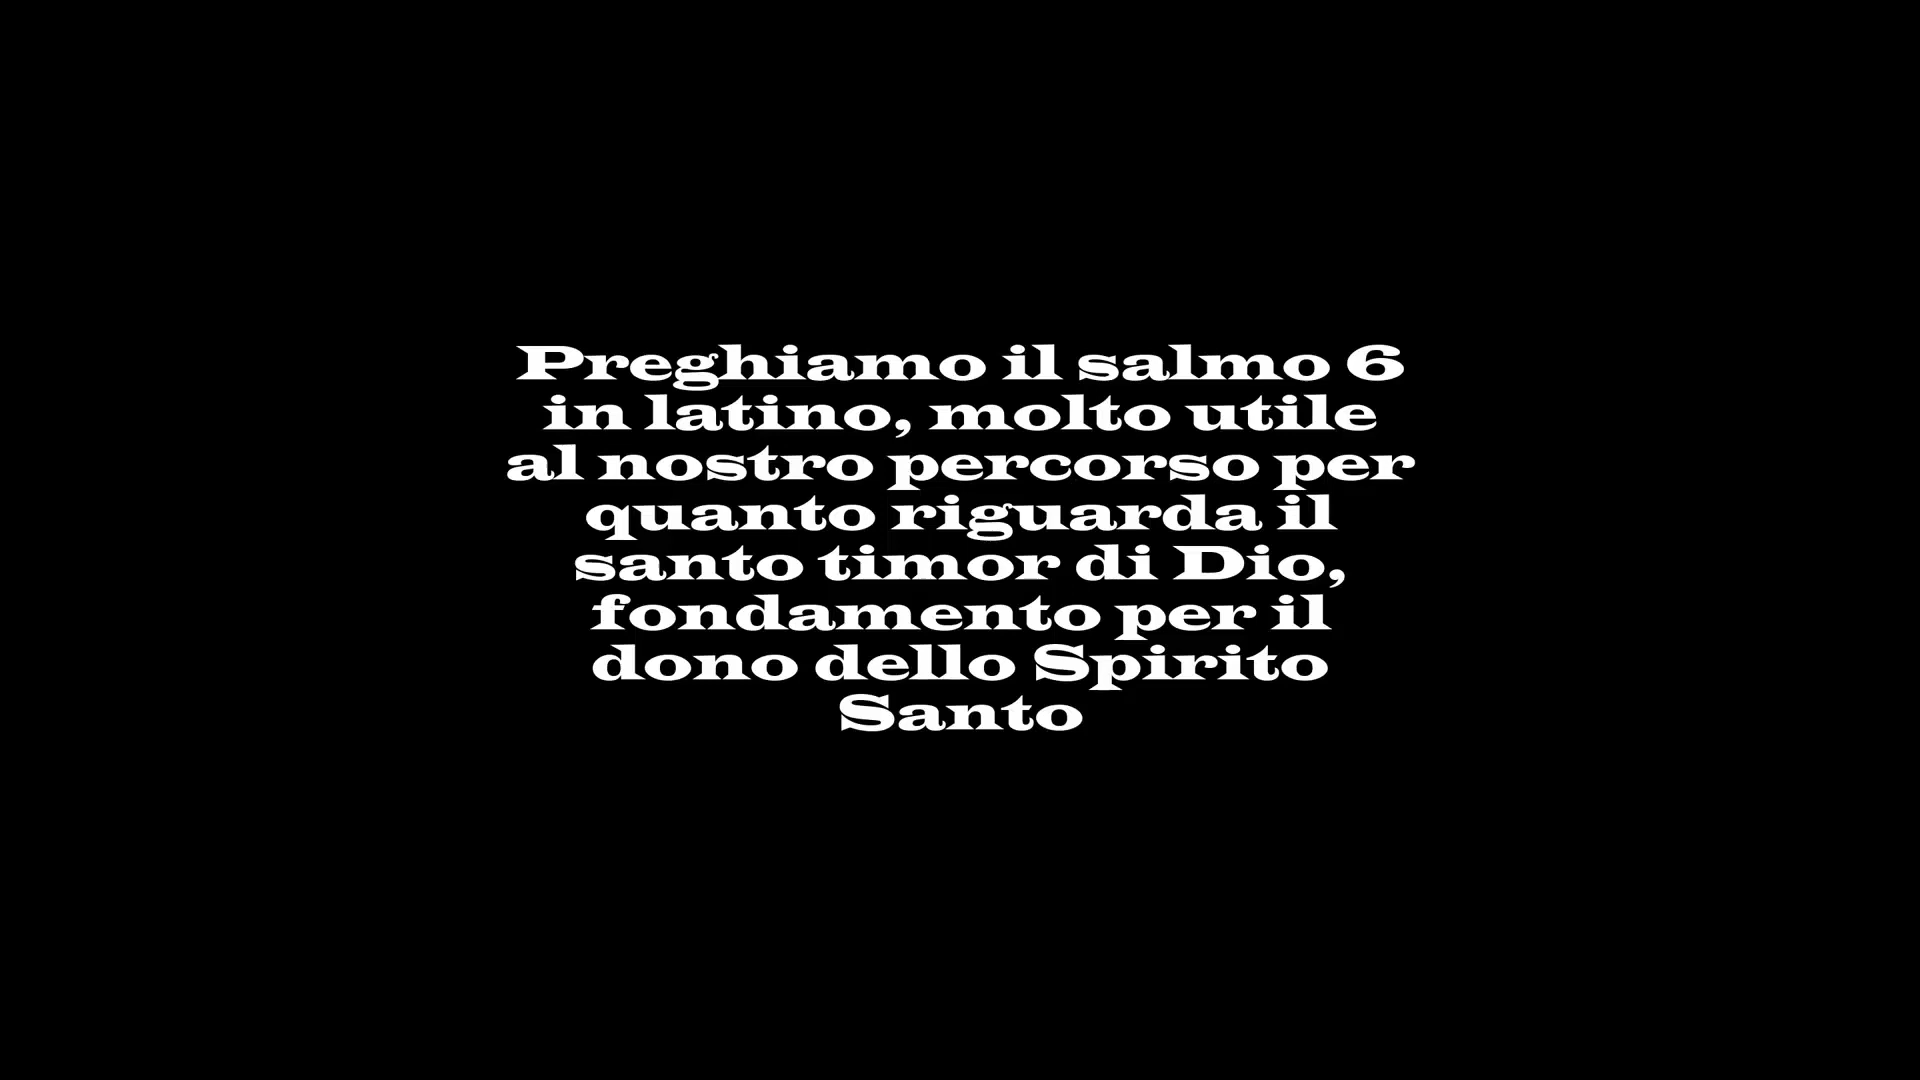 Preghiamo il salmo 6
in latino, molto utile
al nostro percorso per
quanto riguarda il
santo timor di Dio,
fondamento per il
dono dello Spirito
Santo